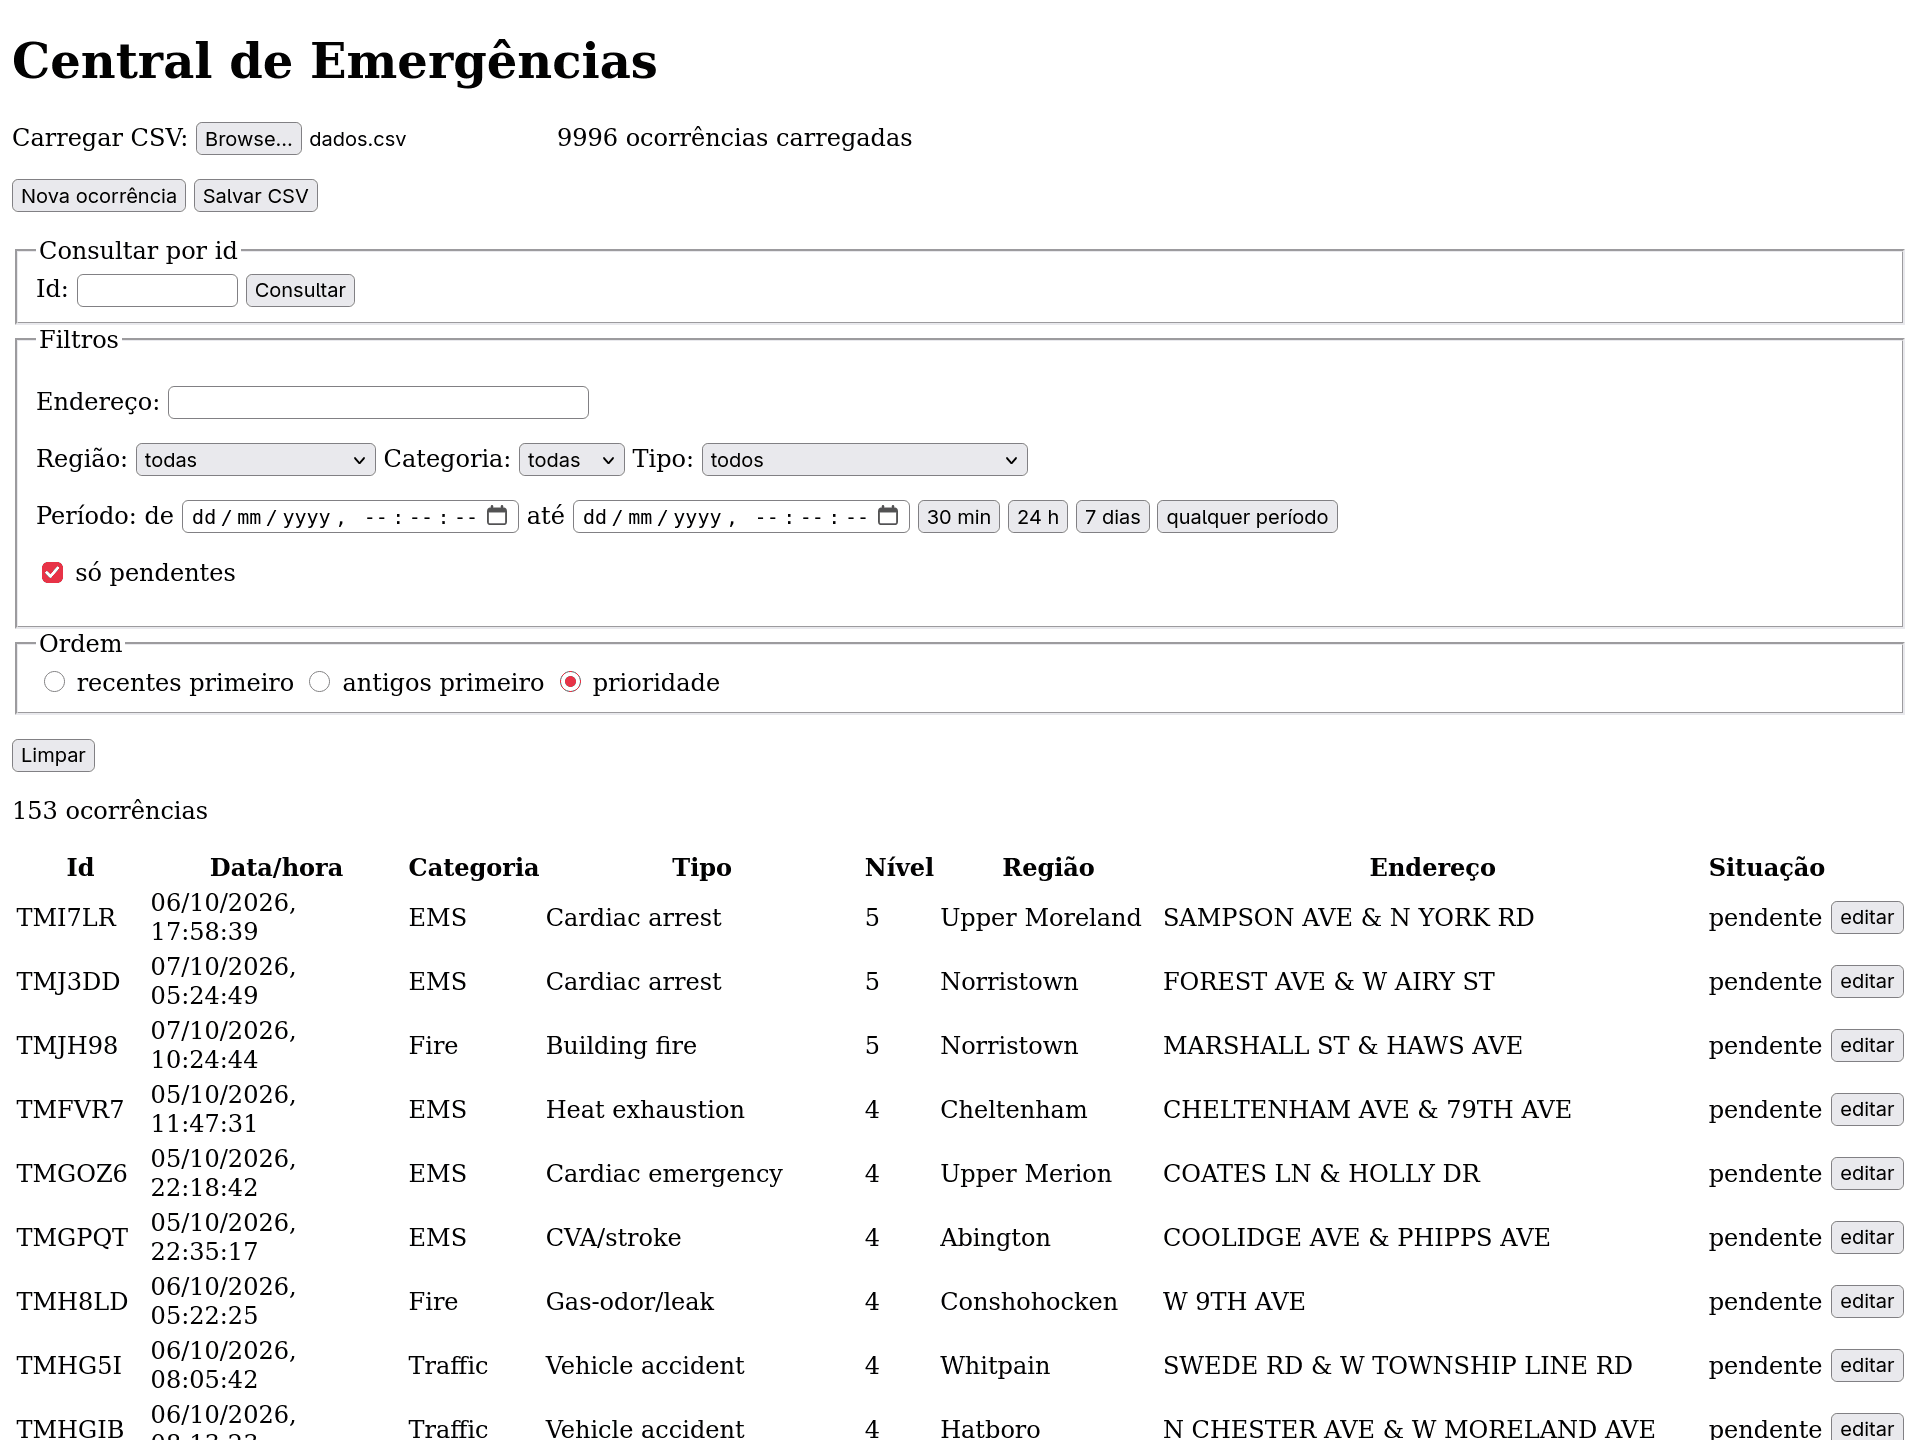 Central de Emergências
Carregar CSV: Browse... dados.csv 9996 ocorrências carregadas
Nova ocorrência Salvar CSV
Consultar por id
Id: Consultar
Filtros
Endereço:
Região: todas Categoria: todas Tipo: todos
Período: de dd/mm/yyyy, --:--:-- até dd/mm/yyyy, --:--:-- 30 min 24 h 7 dias qualquer período
só pendentes
Ordem
recentes primeiro antigos primeiro prioridade
Limpar
153 ocorrências
Id Data/hora Categoria Tipo Nível Região Endereço Situação
TMI7LR 06/10/2026, 17:58:39 EMS Cardiac arrest 5 Upper Moreland SAMPSON AVE & N YORK RD pendente editar
TMJ3DD 07/10/2026, 05:24:49 EMS Cardiac arrest 5 Norristown FOREST AVE & W AIRY ST pendente editar
TMJH98 07/10/2026, 10:24:44 Fire Building fire 5 Norristown MARSHALL ST & HAWS AVE pendente editar
TMFVR7 05/10/2026, 11:47:31 EMS Heat exhaustion 4 Cheltenham CHELTENHAM AVE & 79TH AVE pendente editar
TMGOZ6 05/10/2026, 22:18:42 EMS Cardiac emergency 4 Upper Merion COATES LN & HOLLY DR pendente editar
TMGPQT 05/10/2026, 22:35:17 EMS CVA/stroke 4 Abington COOLIDGE AVE & PHIPPS AVE pendente editar
TMH8LD 06/10/2026, 05:22:25 Fire Gas-odor/leak 4 Conshohocken W 9TH AVE pendente editar
TMHG5I 06/10/2026, 08:05:42 Traffic Vehicle accident 4 Whitpain SWEDE RD & W TOWNSHIP LINE RD pendente editar
TMHGIB 06/10/2026, Traffic Vehicle accident 4 Hatboro N CHESTER AVE & W MORELAND AVE pendente editar